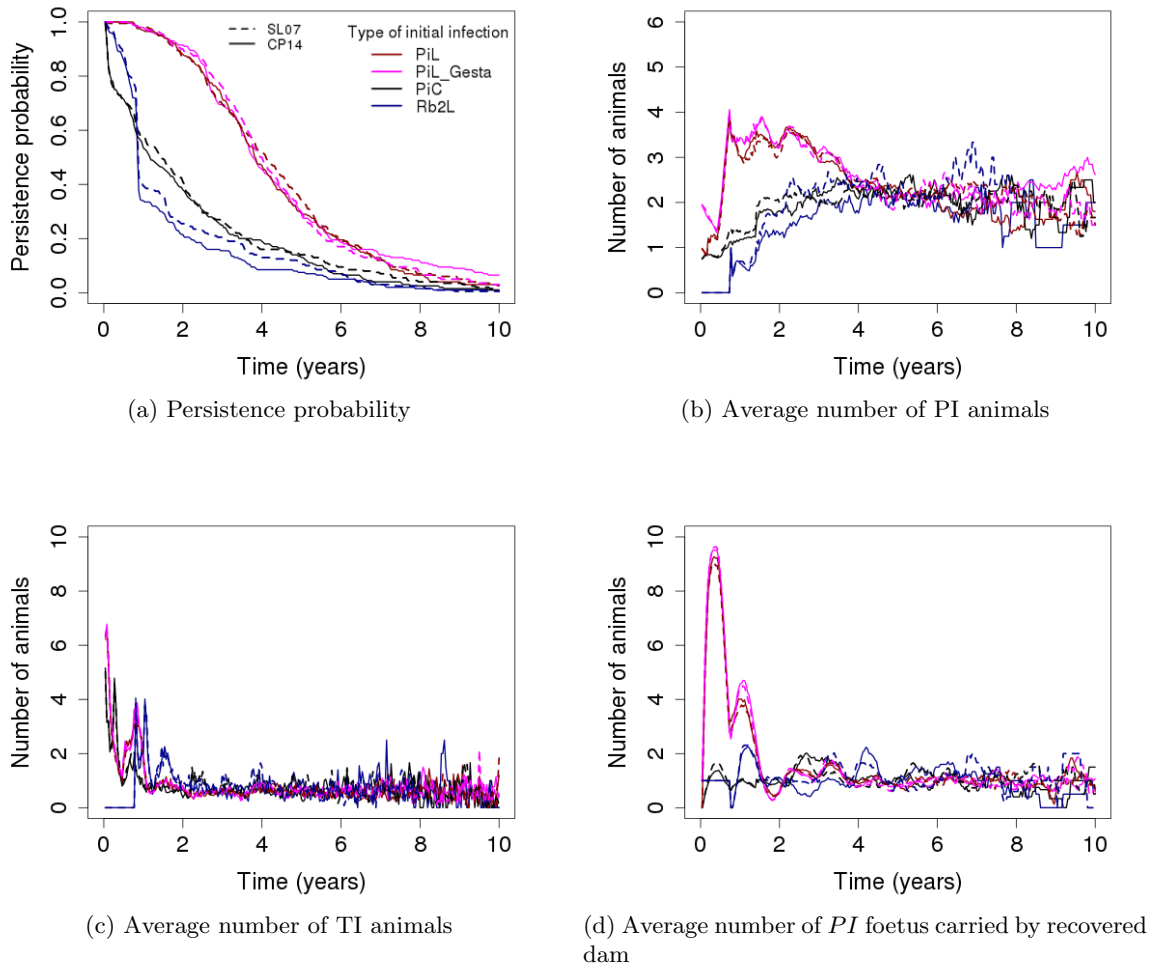 SL07
CP14
Type of initial infection
PiL
PiL_Gesta
PiC
Rb2L
Persistence probability
0.0 0.2 0.4 0.6 0.8 1.0
0 2 4 6 8 10
Time (years)
(a) Persistence probability
Number of animals
0 1 2 3 4 5 6
0 2 4 6 8 10
Time (years)
(b) Average number of PI animals
Number of animals
0 2 4 6 8 10
0 2 4 6 8 10
Time (years)
(c) Average number of TI animals
Number of animals
0 2 4 6 8 10
0 2 4 6 8 10
Time (years)
(d) Average number of PI foetus carried by recovered
dam